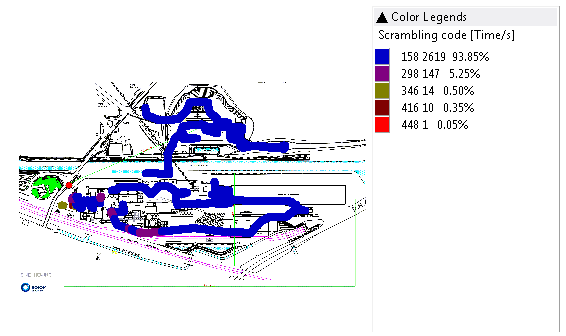 ▲ Color Legends
Scrambling code [Time/s]
158 2619 93.85%
298 147 5.25%
346 14 0.50%
416 10 0.35%
448 1 0.05%